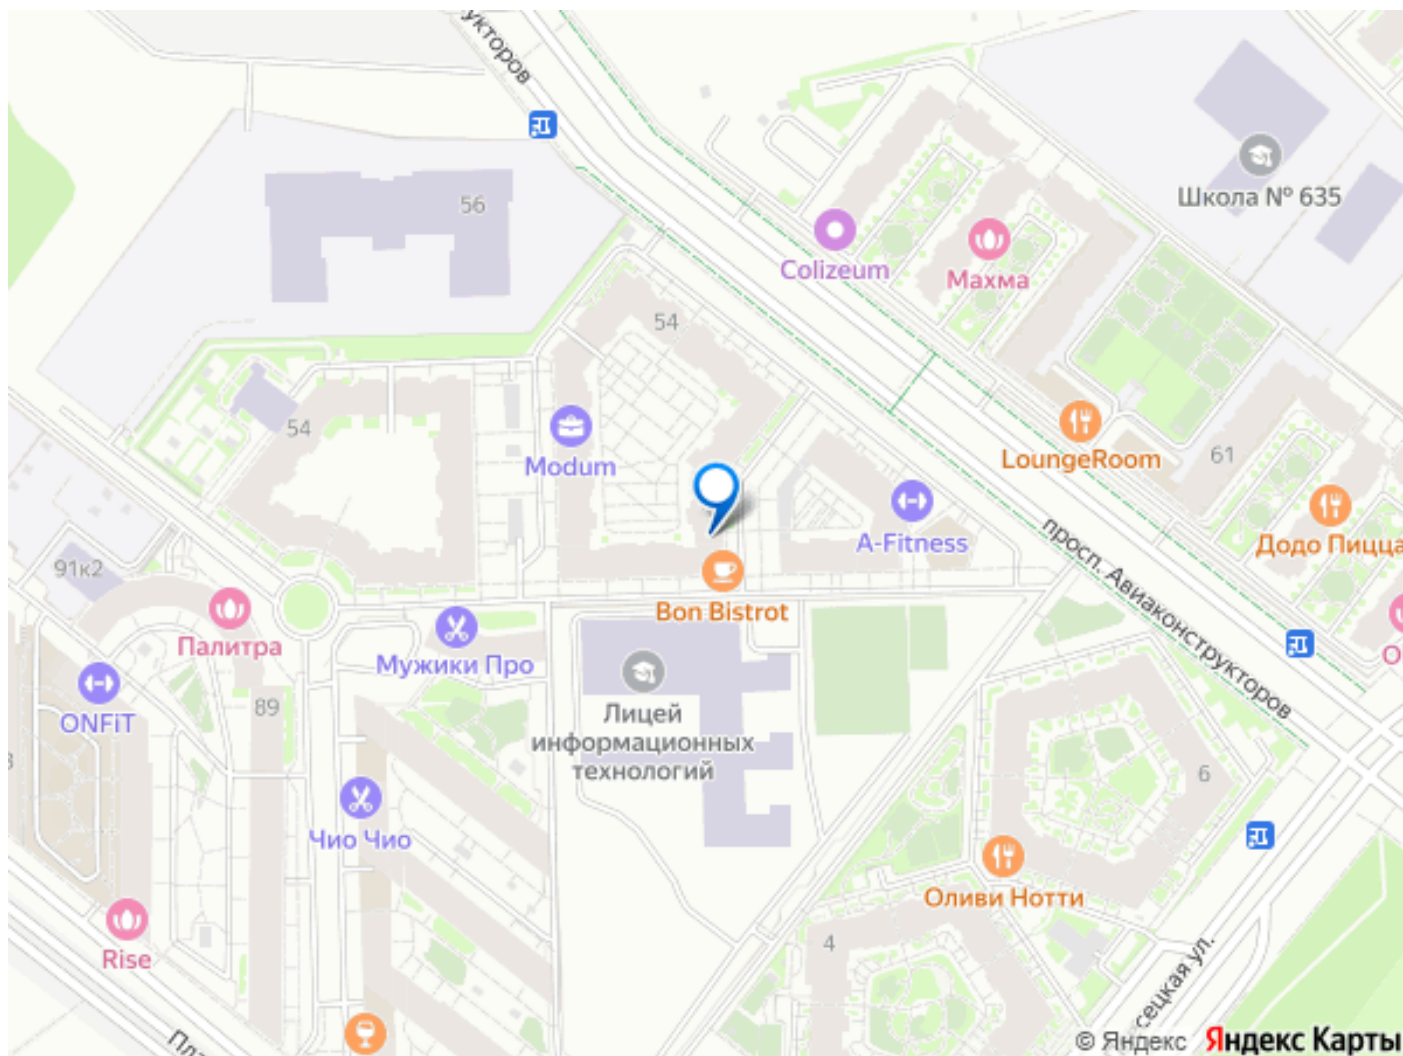 укторов
56
Школа № 635
Colizeum
Махма
54
54
Modum
LoungeRoom
61
A-Fitness
просп. Авиаконструкторов
Додо Пицца
91к2
Bon Bistrot
Палитра
Мужики Про
ONFiT
89
Лицей
информационных
технологий
6
Чио Чио
Оливи Нотти
4
Rise
сецкая ул.
Пла
© Яндекс Яндекс Карты